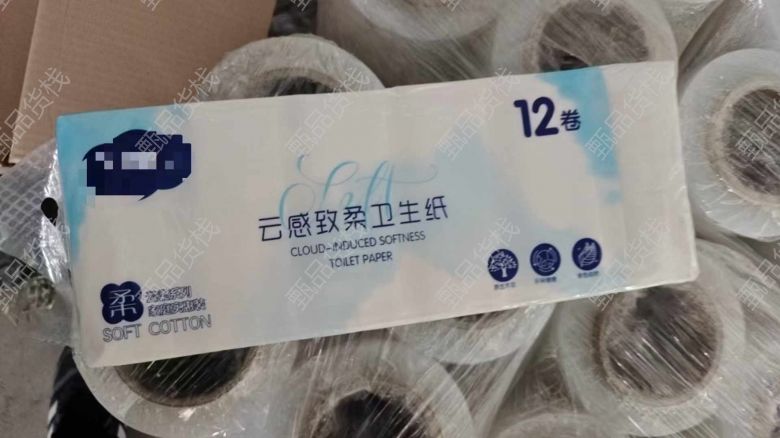 12卷
Soft
云感致柔卫生纸
CLOUD-INDUCED SOFTNESS
TOILET PAPER
柔
SOFT COTTON
甄品货栈